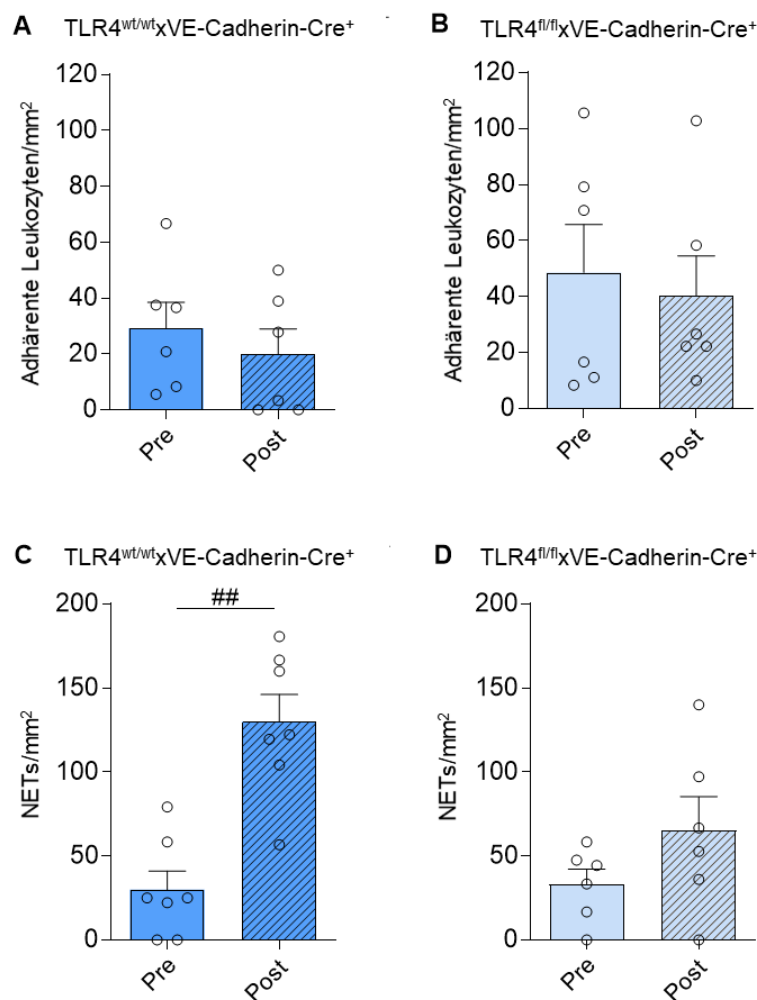 A TLR4wt/wtxVE-Cadherin-Cre+
Adhärente Leukozyten/mm2
120
100
80
60
40
20
0
Pre Post
B TLR4fl/flxVE-Cadherin-Cre+
Adhärente Leukozyten/mm2
120
100
80
60
40
20
0
Pre Post
C TLR4wt/wtxVE-Cadherin-Cre+
NETs/mm2
200
150
100
50
0
##
Pre Post
D TLR4fl/flxVE-Cadherin-Cre+
NETs/mm2
200
150
100
50
0
Pre Post